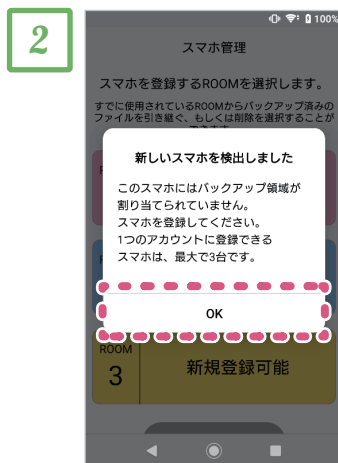 2
100%
スマホ管理
スマホを登録するROOMを選択します。
すでに使用されているROOMからバックアップ済みの
ファイルを引き継ぐ、もしくは削除を選択することが
新しいスマホを検出しました
このスマホにはバックアップ領域が
割り当てられていません。
スマホを登録してください。
1つのアカウントに登録できる
スマホは、最大で3台です。
OK
ROOM
3
新規登録可能